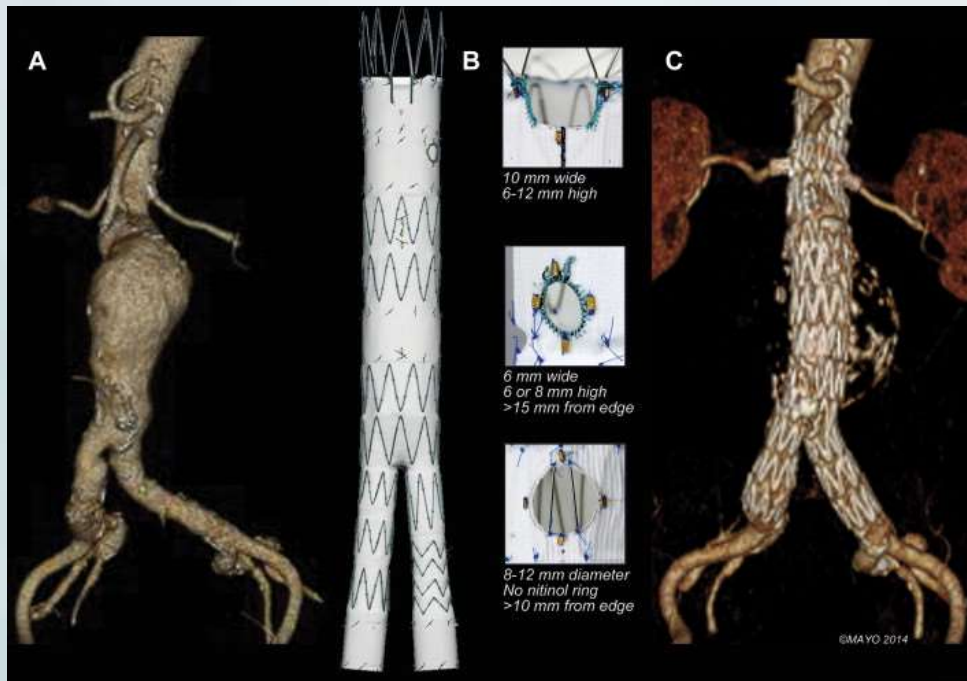 A
B
C
10 mm wide
6-12 mm high
6 mm wide
6 or 8 mm high
>15 mm from edge
8-12 mm diameter
No nitinol ring
>10 mm from edge
©MAYO 2014